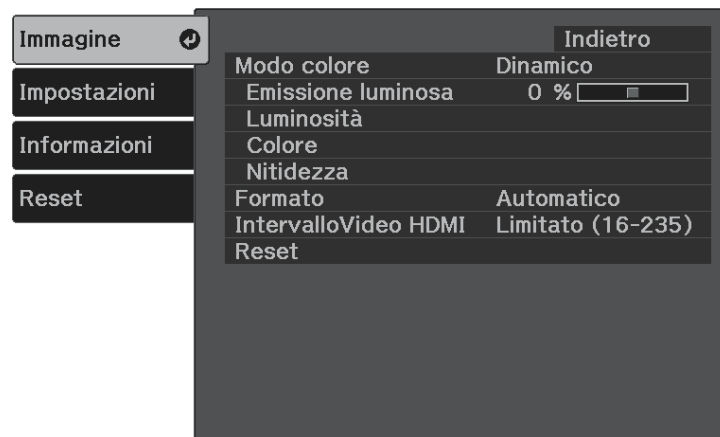 Immagine
Impostazioni
Informazioni
Reset
Indietro
Modo colore Dinamico
Emissione luminosa 0 %
Luminosità
Colore
Nitidezza
Formato Automatico
IntervalloVideo HDMI Limitato (16-235)
Reset